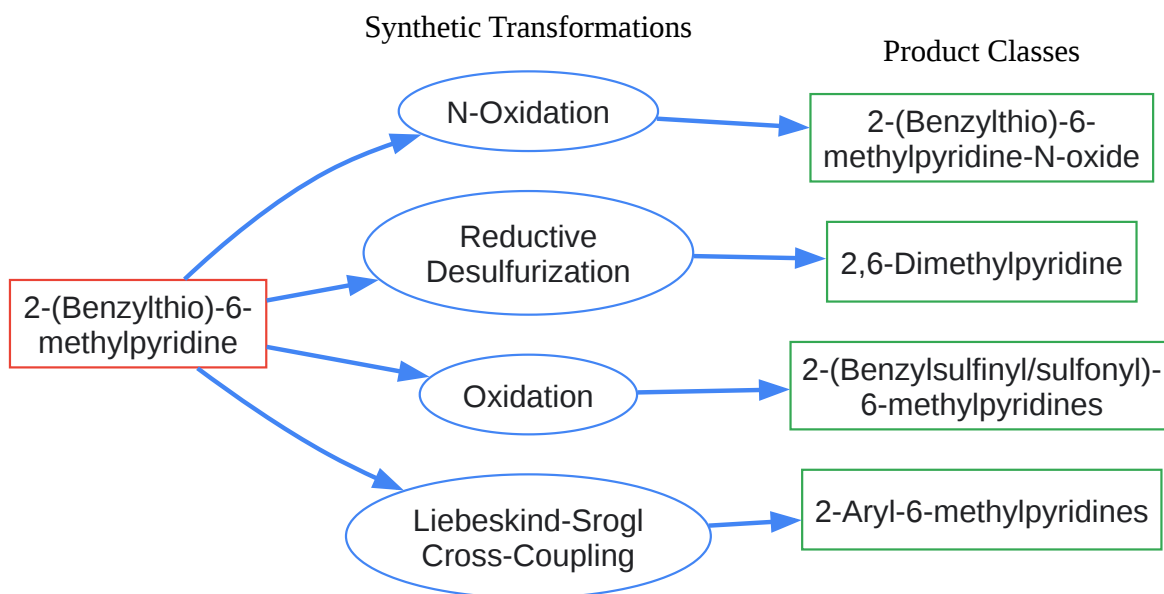 Synthetic Transformations
Product Classes
N-Oxidation
2-(Benzylthio)-6-
methylpyridine-N-oxide
Reductive
Desulfurization
2,6-Dimethylpyridine
2-(Benzylthio)-6-
methylpyridine
Oxidation
2-(Benzylsulfinyl/sulfonyl)-
6-methylpyridines
Liebeskind-Srogl
Cross-Coupling
2-Aryl-6-methylpyridines